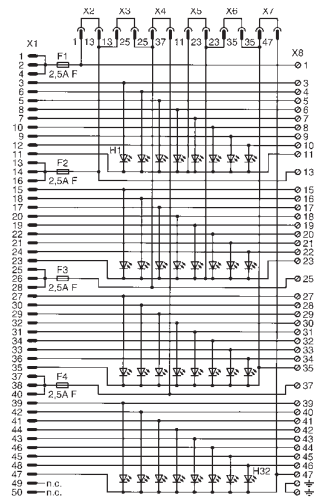 X2 X3 X4 X5 X6 X7
X1 1 13 13 25 25 37 11 23 23 35 35 47 X8
1 F1
2 1
4 2,5A F
3 3
6 4
5 5
8 6
7 7
10 8
9 9
12 10
11 H1 11
13 F2
14 13
16 2,5A F
15 15
18 16
17 17
20 18
19 19
22 20
21 21
24 22
23 23
25 F3
26 25
28 2,5A F
27 27
30 28
29 29
32 30
31 31
34 32
33 33
36 34
35 35
37 F4
38 37
40 2,5A F
39 39
42 40
41 41
44 42
43 43
46 44
45 45
48 H32 46
47 47
49 n.c.
50 n.c.